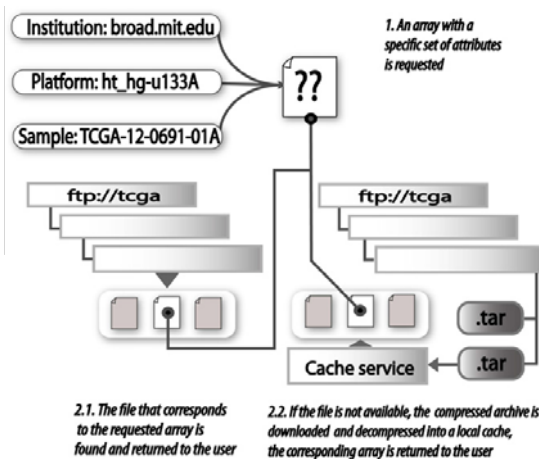 Institution: broad.mit.edu
1. An array with a
specific set of attributes
is requested
Platform: ht_hg-u133A
??
Sample: TCGA-12-0691-01A
ftp://tcga
ftp://tcga
.tar
Cache service
.tar
2.1. The file that corresponds
to the requested array is
found and returned to the user
2.2. If the file is not available, the compressed archive is
downloaded and decompressed into a local cache,
the corresponding array is returned to the user